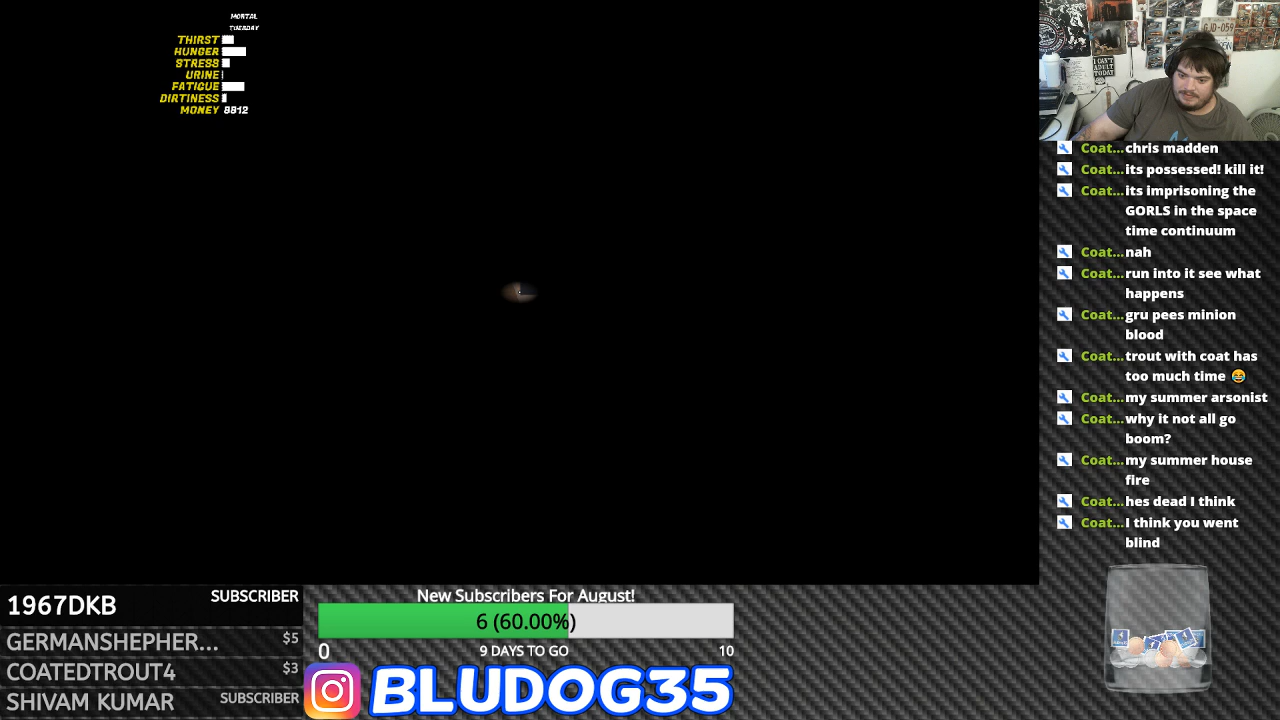 MORTAL
TUESDAY
THIRST
HUNGER
STRESS
URINE
FATIGUE
DIRTINESS
MONEY 8812
I CAN'T
ADULT
TODAY
Coat... chris madden
Coat... its possessed! kill it!
Coat... its imprisoning the
GORLS in the space
time continuum
Coat... nah
Coat... run into it see what
happens
Coat... gru pees minion
blood
Coat... trout with coat has
too much time 😂
Coat... my summer arsonist
Coat... why it not all go
boom?
Coat... my summer house
fire
Coat... hes dead I think
Coat... I think you went
blind
1967DKB SUBSCRIBER
GERMANSHEPHER... $5
COATEDTROUT4 $3
SHIVAM KUMAR SUBSCRIBER
New Subscribers For August!
6 (60.00%)
0 9 DAYS TO GO 10
BLUDOG35